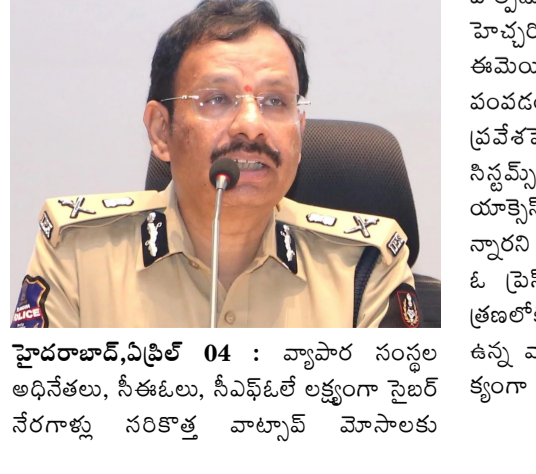 హైదరాబాద్,ఏప్రిల్ 04 : వ్యాపార సంస్థల
అధినేతలు, సీఈఓలు, సీఎఫ్ఓలే లక్ష్యంగా సైబర్
నేరగాళ్లు సరికొత్త వాట్సాప్ మోసాలకు
హెచ్చరి
ఈమెయి
పంపడం
ప్రవేశపె
సిస్టమ్స్
యాక్సెస్
న్నారని
ఓ ప్రెస్
త్రణలోక
ఉన్న వా
క్యంగా